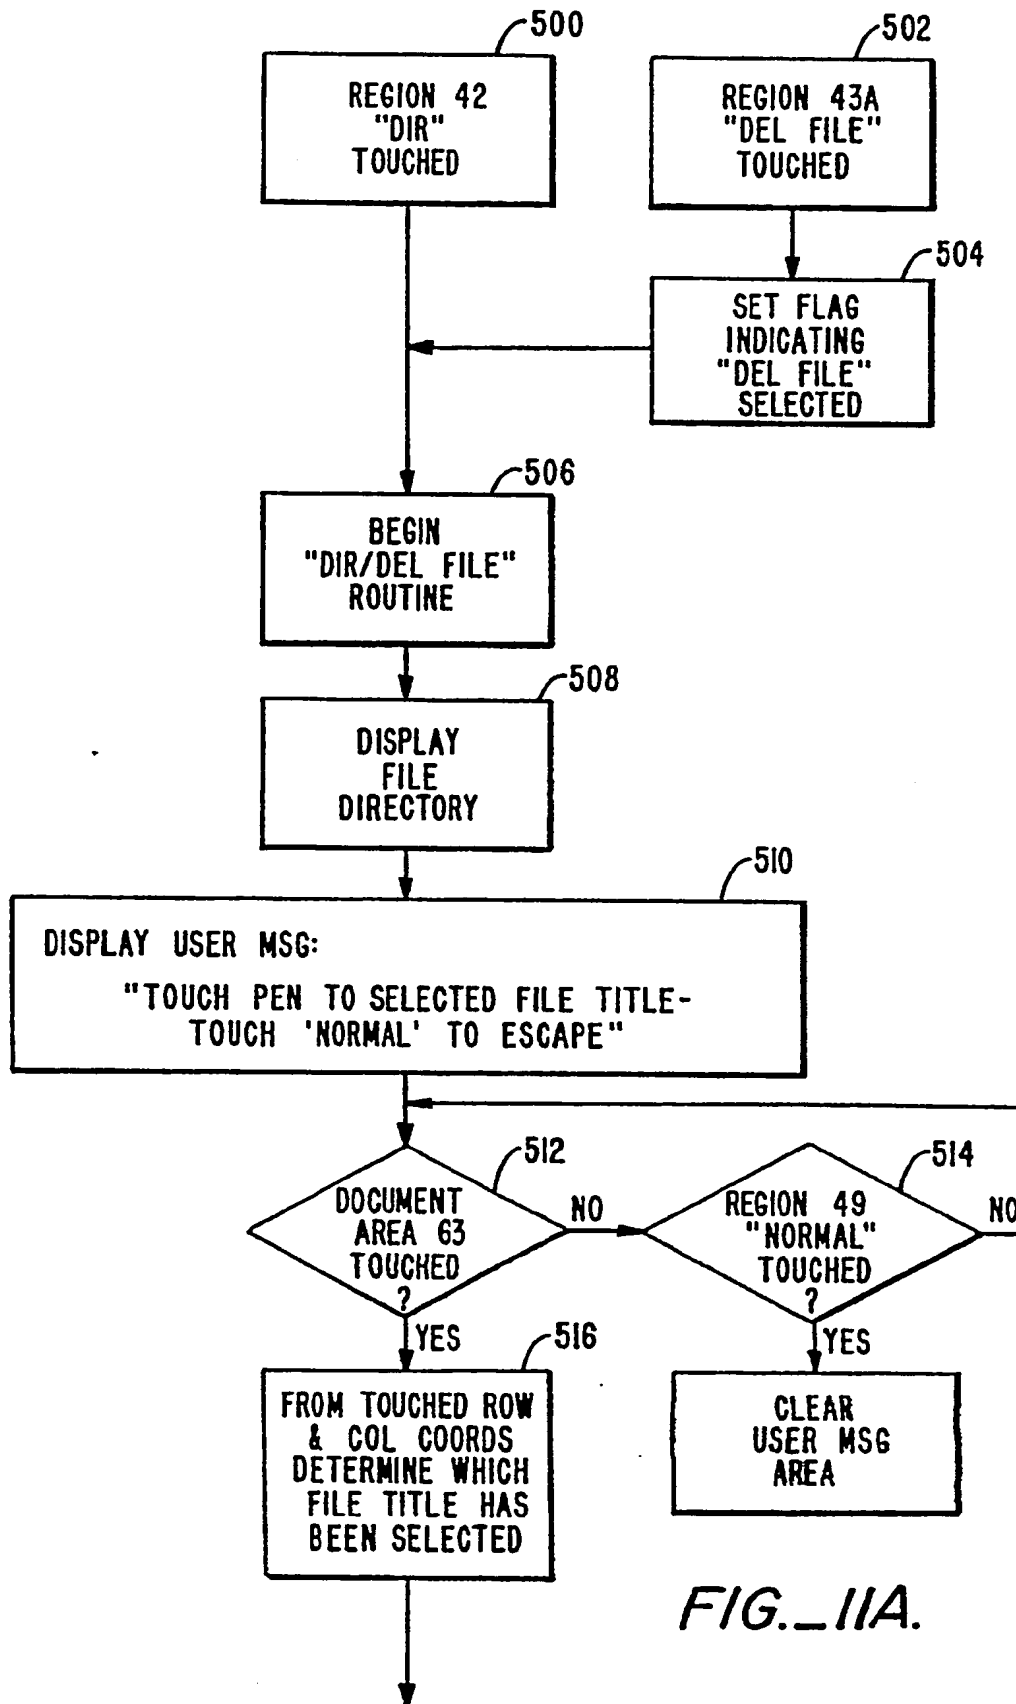 500
REGION 42
"DIR"
TOUCHED
502
REGION 43A
"DEL FILE"
TOUCHED
504
SET FLAG
INDICATING
"DEL FILE"
SELECTED
506
BEGIN
"DIR/DEL FILE"
ROUTINE
508
DISPLAY
FILE
DIRECTORY
510
DISPLAY USER MSG:
"TOUCH PEN TO SELECTED FILE TITLE-
TOUCH 'NORMAL' TO ESCAPE"
512
DOCUMENT
AREA 63
TOUCHED
?
NO
YES
514
REGION 49
"NORMAL"
TOUCHED
?
NO
YES
516
FROM TOUCHED ROW
& COL COORDS
DETERMINE WHICH
FILE TITLE HAS
BEEN SELECTED
CLEAR
USER MSG
AREA
FIG._11A.